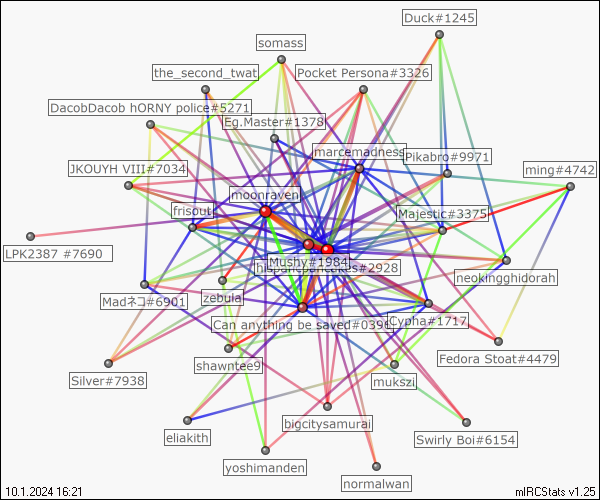 Duck#1245
somass
the_second_twat
Pocket Persona#3326
DacobDacob hORNY police#5271
Eg.Master#1378
marcemadness
Pikabro#9971
JKOUYH VIII#7034
ming#4742
moonraven
frisout
Majestic#3375
LPK2387 #7690
Mushy#1984
hispanicpancakes#2928
neokingghidorah
Madネコ#6901
zebula
Can anything be saved#0396
Cypha#1717
shawntee9
Fedora Stoat#4479
Silver#7938
mukszi
bigcitysamurai
eliakith
Swirly Boi#6154
yoshimanden
normalwan
10.1.2024 16:21
mIRCStats v1.25